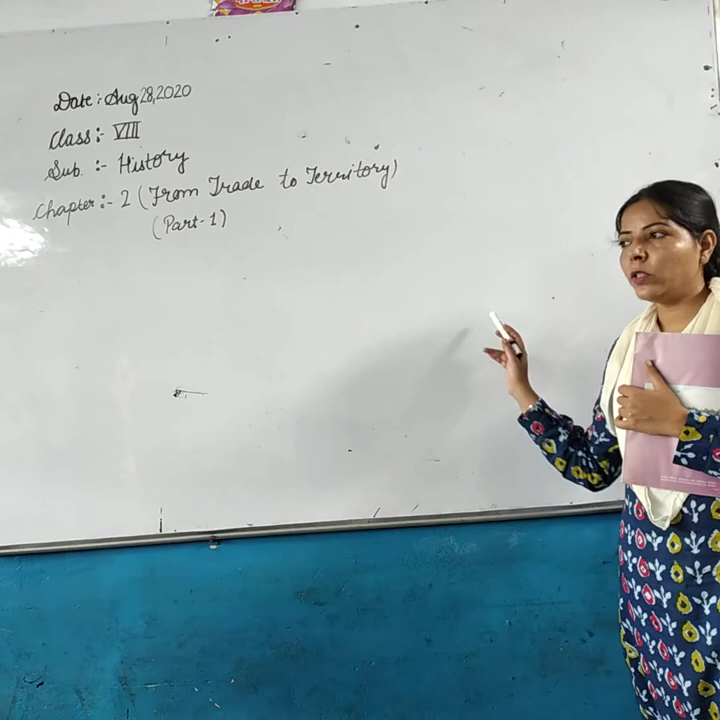 Date :- Aug 28, 2020
Class :- VIII
Sub. :- History
Chapter :- 2 (From Trade to Territory)
(Part - 1)